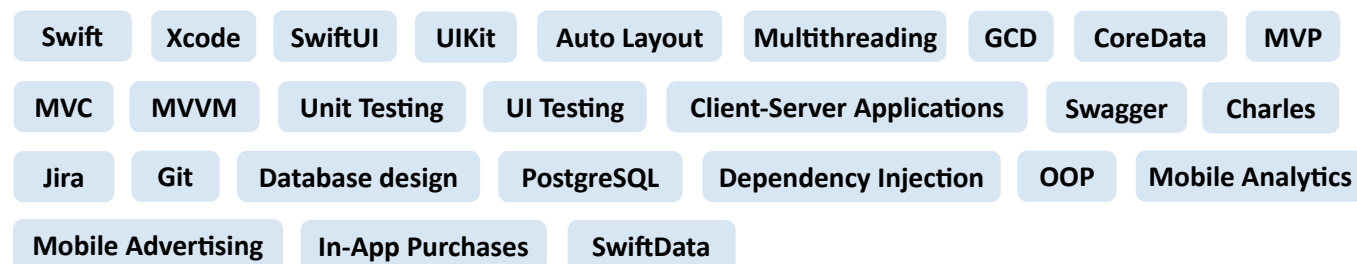 Swift Xcode SwiftUI UIKit Auto Layout Multithreading GCD CoreData MVP
MVC MVVM Unit Testing UI Testing Client-Server Applications Swagger Charles
Jira Git Database design PostgreSQL Dependency Injection OOP Mobile Analytics
Mobile Advertising In-App Purchases SwiftData